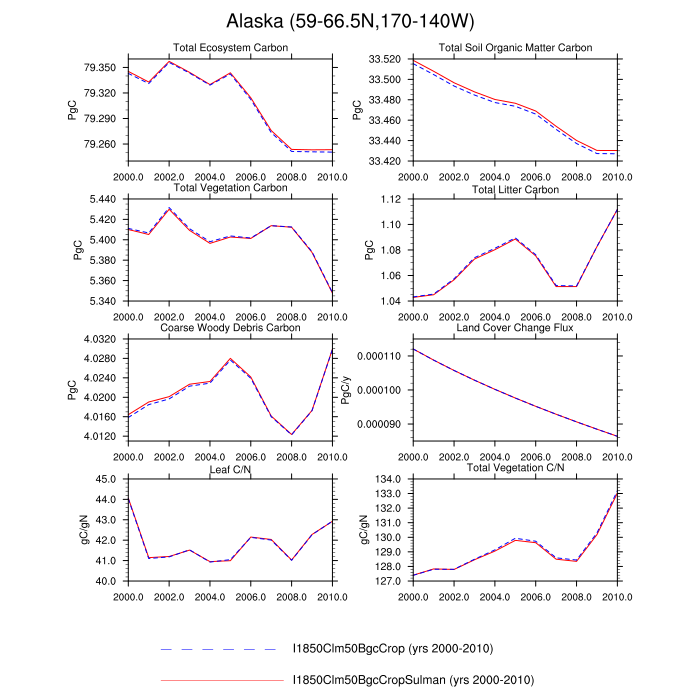 Alaska (59-66.5N,170-140W)
Total Ecosystem Carbon
PgC
79.350
79.320
79.290
79.260
2000.0 2002.0 2004.0 2006.0 2008.0 2010.0
Total Soil Organic Matter Carbon
PgC
33.520
33.500
33.480
33.460
33.440
33.420
2000.0 2002.0 2004.0 2006.0 2008.0 2010.0
Total Vegetation Carbon
PgC
5.440
5.420
5.400
5.380
5.360
5.340
2000.0 2002.0 2004.0 2006.0 2008.0 2010.0
Total Litter Carbon
PgC
1.12
1.10
1.08
1.06
1.04
2000.0 2002.0 2004.0 2006.0 2008.0 2010.0
Coarse Woody Debris Carbon
PgC
4.0320
4.0280
4.0240
4.0200
4.0160
4.0120
2000.0 2002.0 2004.0 2006.0 2008.0 2010.0
Land Cover Change Flux
PgC/y
0.000110
0.000100
0.000090
2000.0 2002.0 2004.0 2006.0 2008.0 2010.0
Leaf C/N
gC/gN
45.0
44.0
43.0
42.0
41.0
40.0
2000.0 2002.0 2004.0 2006.0 2008.0 2010.0
Total Vegetation C/N
gC/gN
134.0
133.0
132.0
131.0
130.0
129.0
128.0
127.0
2000.0 2002.0 2004.0 2006.0 2008.0 2010.0
I1850Clm50BgcCrop (yrs 2000-2010)
I1850Clm50BgcCropSulman (yrs 2000-2010)